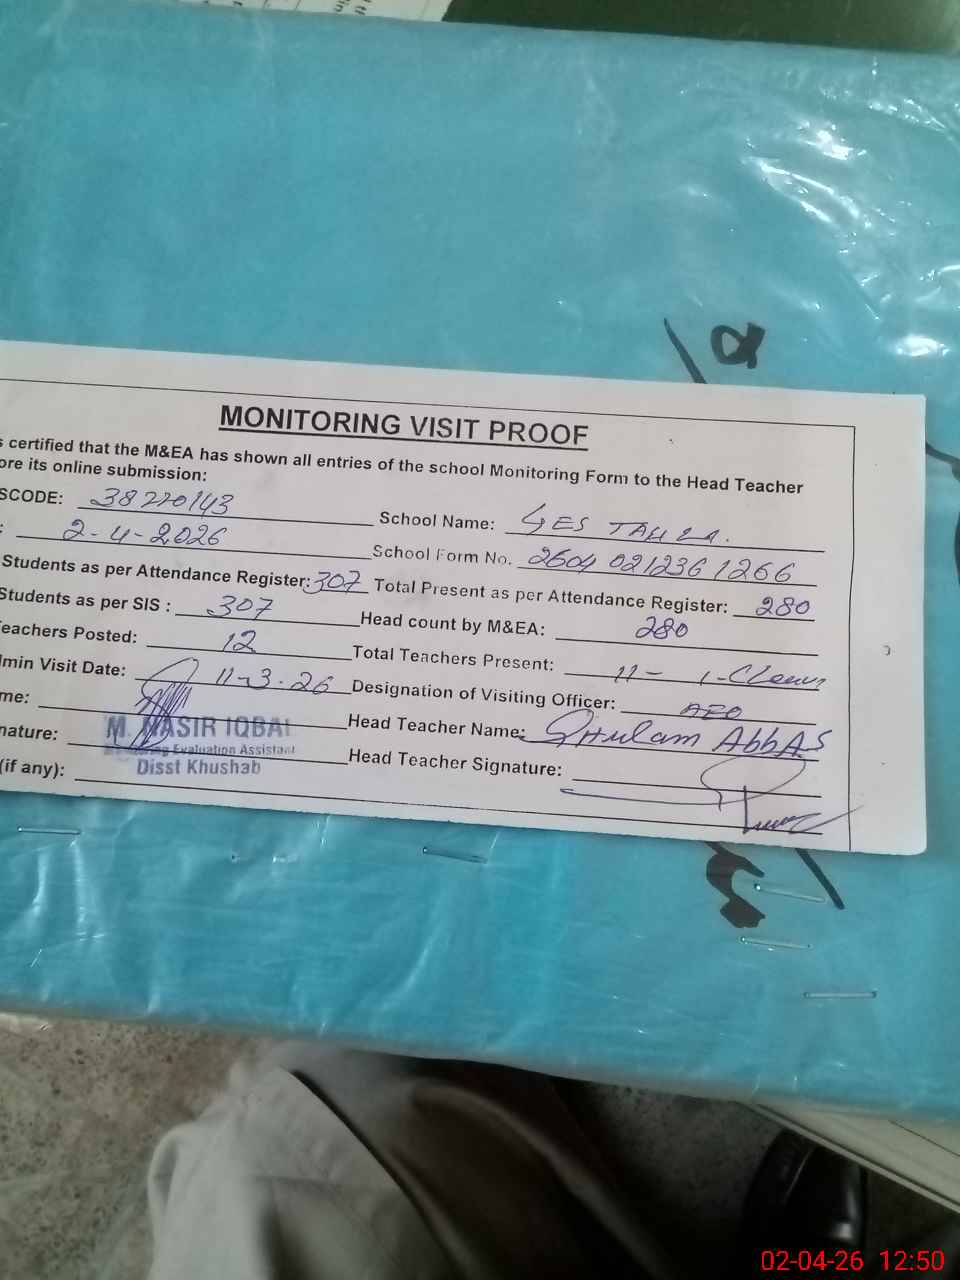 MONITORING VISIT PROOF
certified that the M&EA has shown all entries of the school Monitoring Form to the Head Teacher
ore its online submission:
SCODE: 38220143 School Name: GES
: 2-4-2026 School Form No. 2604 021236 1266
Students as per Attendance Register: 307 Total Present as per Attendance Register: 280
Students as per SIS : 307 Head count by M&EA: 280
eachers Posted: 12 Total Teachers Present: 11 -
dmin Visit Date: 11-3-26 Designation of Visiting Officer: AEO
me: Head Teacher Name: Ghulam AbbAS
M. NASIR IQBAL
Monitoring Evaluation Assistant
Disst Khushab
nature: Head Teacher Signature:
(if any):
02-04-26 12:50